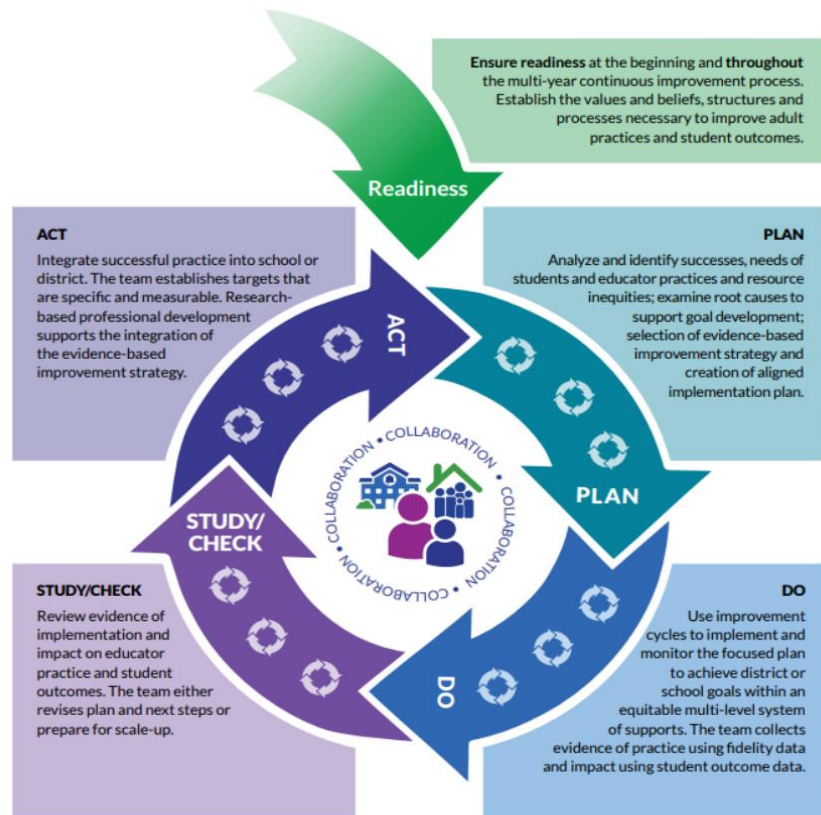 Ensure readiness at the beginning and throughout
the multi-year continuous improvement process.
Establish the values and beliefs, structures and
processes necessary to improve adult
practices and student outcomes.
Readiness
ACT
Integrate successful practice into school or
district. The team establishes targets that
are specific and measurable. Research-
based professional development
supports the integration of
the evidence-based
improvement strategy.
PLAN
Analyze and identify successes, needs of
students and educator practices and resource
inequities; examine root causes to
support goal development;
selection of evidence-based
improvement strategy and
creation of aligned
implementation plan.
ACT
PLAN
DO
STUDY/
CHECK
COLLABORATION • COLLABORATION • COLLABORATION • COLLABORATION •
STUDY/CHECK
Review evidence of
implementation and
impact on educator
practice and student
outcomes. The team either
revises plan and next steps or
prepare for scale-up.
DO
Use improvement
cycles to implement and
monitor the focused plan
to achieve district or
school goals within an
equitable multi-level system
of supports. The team collects
evidence of practice using fidelity data
and impact using student outcome data.